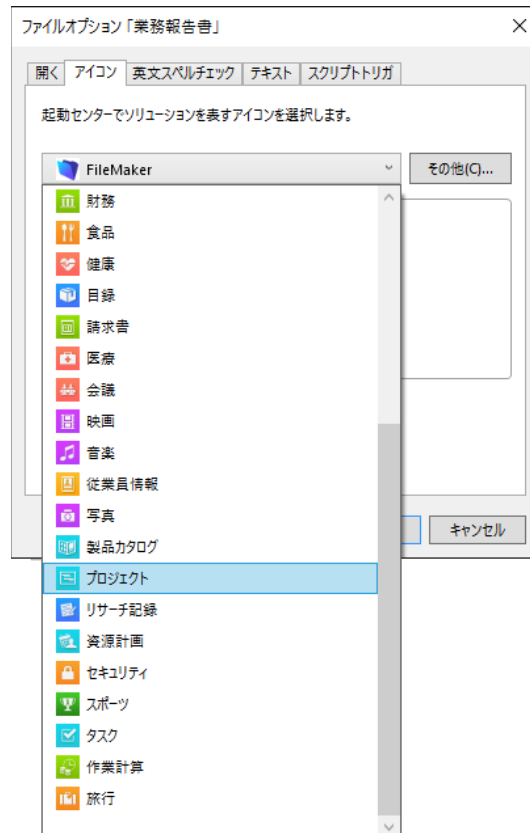 ファイルオプション「業務報告書」
開く アイコン 英文スペルチェック テキスト スクリプトトリガ
起動センターでソリューションを表すアイコンを選択します。
FileMaker その他(C)...
財務
食品
健康
目録
請求書
医療
会議
映画
音楽
従業員情報
写真
製品カタログ
キャンセル
プロジェクト
リサーチ記録
資源計画
セキュリティ
スポーツ
タスク
作業計算
旅行